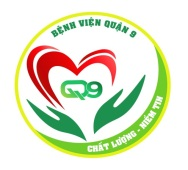 BỆNH VIỆN QUẬN 9
Q9
CHẤT LƯỢNG - NIỀM TIN